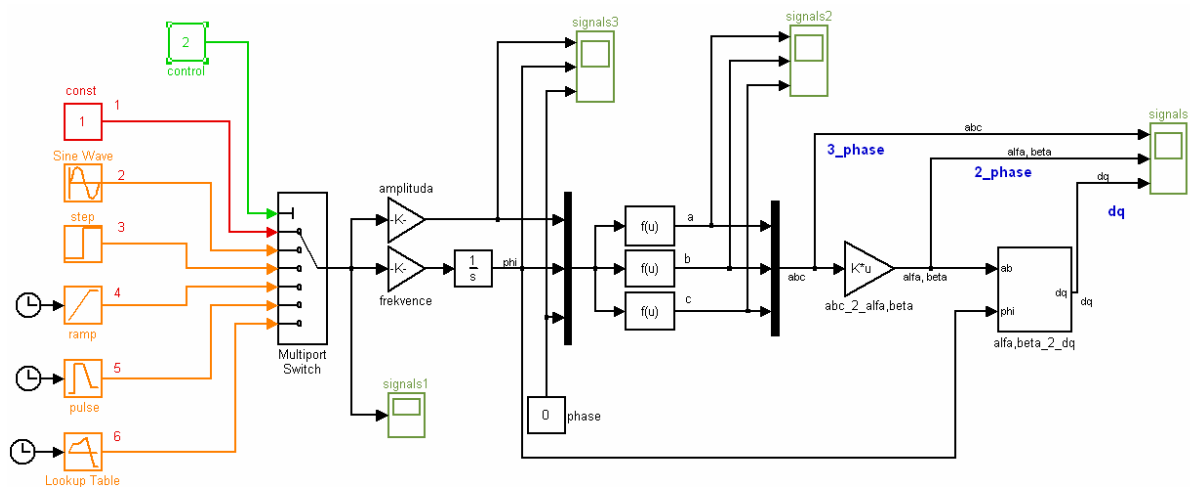 2
control
const
1
1
Sine Wave
2
step
3
4
ramp
5
pulse
6
Lookup Table
Multiport
Switch
amplituda
-K-
-K-
frekvence
1
s
phi
signals3
signals1
0
phase
f(u)
f(u)
f(u)
a
b
c
signals2
abc
K*u
abc_2_alfa,beta
alfa, beta
abc
3_phase
alfa, beta
2_phase
dq
dq
signals
ab
phi
dq
dq
alfa,beta_2_dq